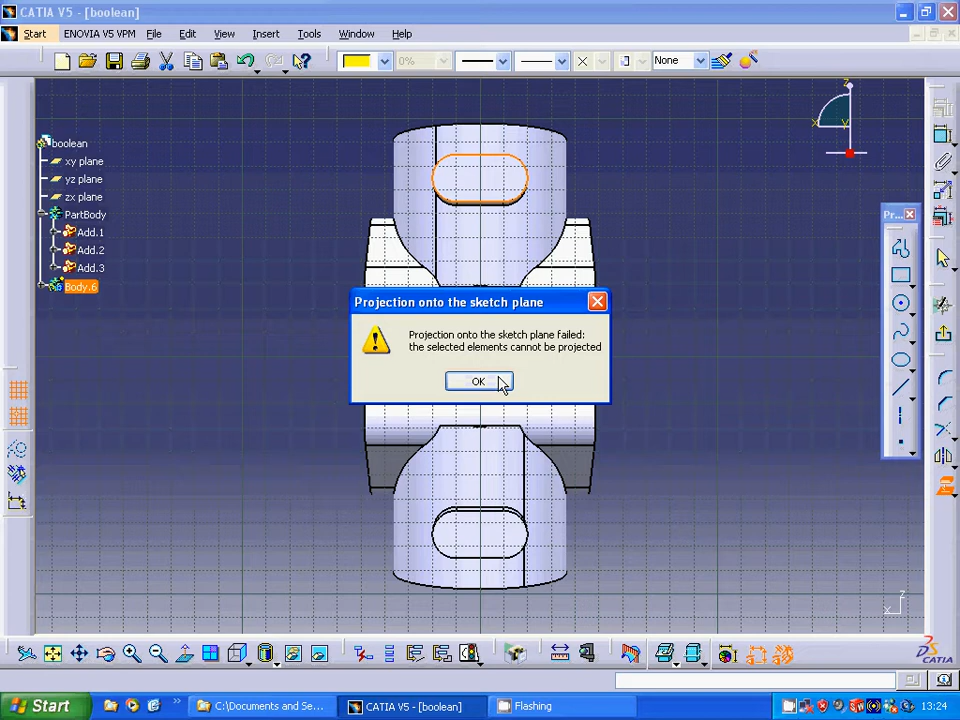 CATIA V5 - [boolean]
Start ENOVIA V5 VPM File Edit View Insert Tools Window Help
0% None
boolean
xy plane
yz plane
zx plane
PartBody
Add.1
Add.2
Add.3
Body.6
Z
X
Y
Pr...
Projection onto the sketch plane
Projection onto the sketch plane failed:
the selected elements cannot be projected
OK
z
x
DS
CATIA
Start C:\Documents and Se... CATIA V5 - [boolean] Flashing 13:24